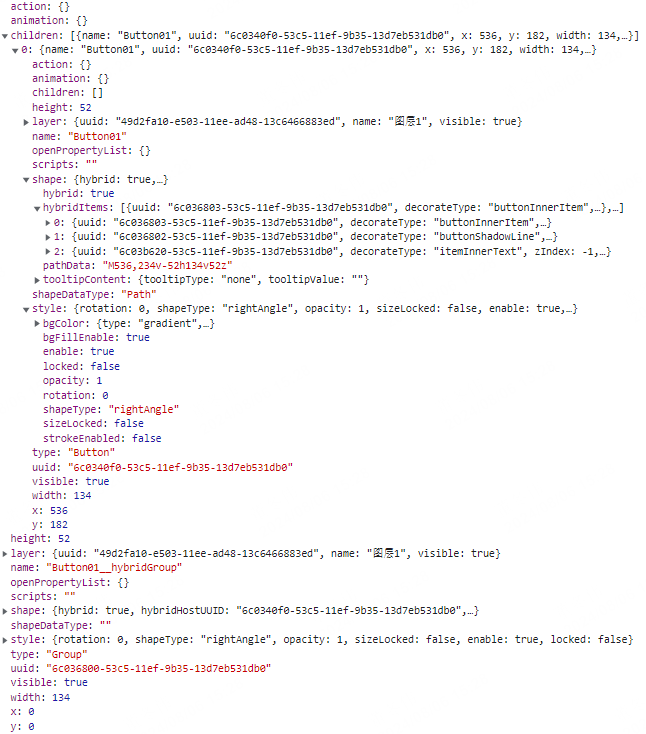 action: {}
animation: {}
children: [{name: "Button01", uuid: "6c0340f0-53c5-11ef-9b35-13d7eb531db0", x: 536, y: 182, width: 134,…}]
0: {name: "Button01", uuid: "6c0340f0-53c5-11ef-9b35-13d7eb531db0", x: 536, y: 182, width: 134,…}
action: {}
animation: {}
children: []
height: 52
layer: {uuid: "49d2fa10-e503-11ee-ad48-13c6466883ed", name: "图层1", visible: true}
name: "Button01"
openPropertyList: {}
scripts: ""
shape: {hybrid: true,…}
hybrid: true
hybridItems: [{uuid: "6c036803-53c5-11ef-9b35-13d7eb531db0", decorateType: "buttonInnerItem",…},…]
0: {uuid: "6c036803-53c5-11ef-9b35-13d7eb531db0", decorateType: "buttonInnerItem",…}
1: {uuid: "6c036802-53c5-11ef-9b35-13d7eb531db0", decorateType: "buttonShadowLine",…}
2: {uuid: "6c03b620-53c5-11ef-9b35-13d7eb531db0", decorateType: "itemInnerText", zIndex: -1,…}
pathData: "M536,234v-52h134v52z"
tooltipContent: {tooltipType: "none", tooltipValue: ""}
shapeDataType: "Path"
style: {rotation: 0, shapeType: "rightAngle", opacity: 1, sizeLocked: false, enable: true,…}
bgColor: {type: "gradient",…}
bgFillEnable: true
enable: true
locked: false
opacity: 1
rotation: 0
shapeType: "rightAngle"
sizeLocked: false
strokeEnabled: false
type: "Button"
uuid: "6c0340f0-53c5-11ef-9b35-13d7eb531db0"
visible: true
width: 134
x: 536
y: 182
height: 52
layer: {uuid: "49d2fa10-e503-11ee-ad48-13c6466883ed", name: "图层1", visible: true}
name: "Button01__hybridGroup"
openPropertyList: {}
scripts: ""
shape: {hybrid: true, hybridHostUUID: "6c0340f0-53c5-11ef-9b35-13d7eb531db0",…}
shapeDataType: ""
style: {rotation: 0, shapeType: "rightAngle", opacity: 1, sizeLocked: false, enable: true, locked: false}
type: "Group"
uuid: "6c036800-53c5-11ef-9b35-13d7eb531db0"
visible: true
width: 134
x: 0
y: 0